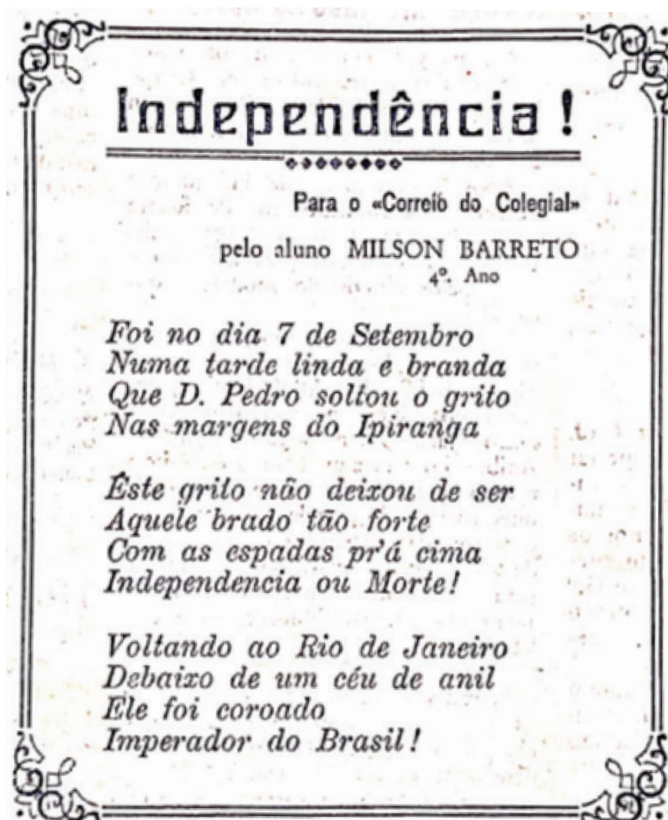 Independência !
Para o «Correio do Colegial»
pelo aluno MILSON BARRETO
4º. Ano
Foi no dia 7 de Setembro
Numa tarde linda e branda
Que D. Pedro soltou o grito
Nas margens do Ipiranga
Êste grito não deixou de ser
Aquele brado tão forte
Com as espadas pr'á cima
Independencia ou Morte!
Voltando ao Rio de Janeiro
Debaixo de um céu de anil
Ele foi coroado
Imperador do Brasil!